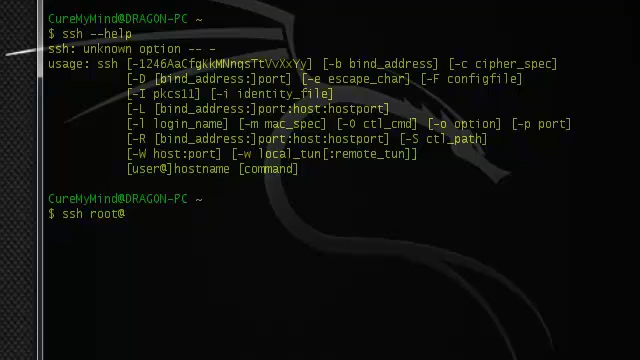 CureMyMind@DRAGON-PC ~
$ ssh --help
ssh: unknown option -- -
usage: ssh [-1246AaCfgKkMNnqsTtVvXxYy] [-b bind_address] [-c cipher_spec]
[-D [bind_address:]port] [-e escape_char] [-F configfile]
[-I pkcs11] [-i identity_file]
[-L [bind_address:]port:host:hostport]
[-l login_name] [-m mac_spec] [-O ctl_cmd] [-o option] [-p port]
[-R [bind_address:]port:host:hostport] [-S ctl_path]
[-W host:port] [-w local_tun[:remote_tun]]
[user@]hostname [command]
CureMyMind@DRAGON-PC ~
$ ssh root@